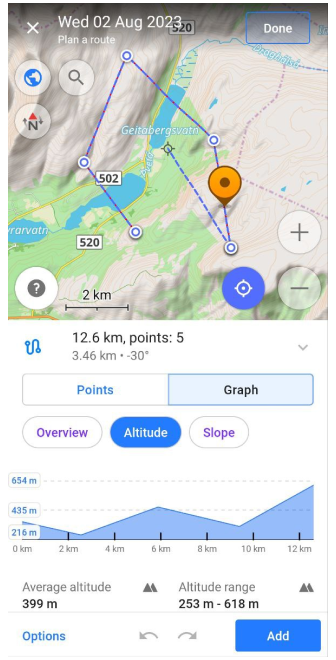 Wed 02 Aug 2023
Plan a route
Done
520
N
Geitabergsvatn
502
520
2 km
12.6 km, points: 5
3.46 km • -30°
Points
Graph
Overview
Altitude
Slope
654 m
435 m
216 m
0 km
2 km
4 km
6 km
8 km
10 km
12 km
Average altitude
399 m
Altitude range
253 m - 618 m
Options
Add